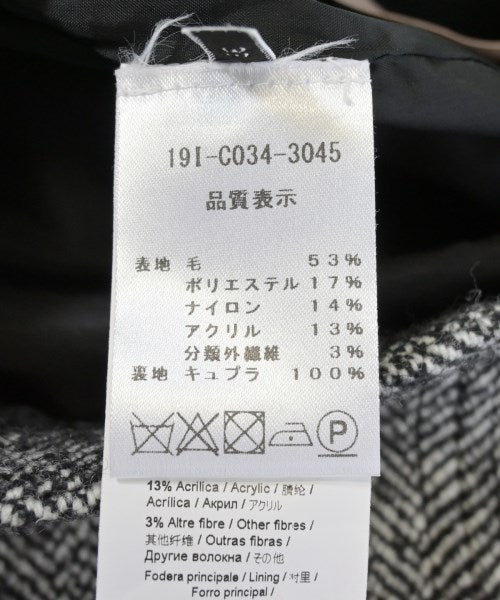 19I-C034-3045
品質表示
表地 毛 53%
ポリエステル 17%
ナイロン 14%
アクリル 13%
分類外繊維 3%
裏地 キュプラ 100%
P
13% Acrilica / Acrylic / 腈纶 /
Acrílica / Акрил / アクリル
3% Altre fibre / Other fibres /
其他纤维 / Outras fibras /
Другие волокна / その他
Fodera principale / Lining / 衬里 /
Forro principal /